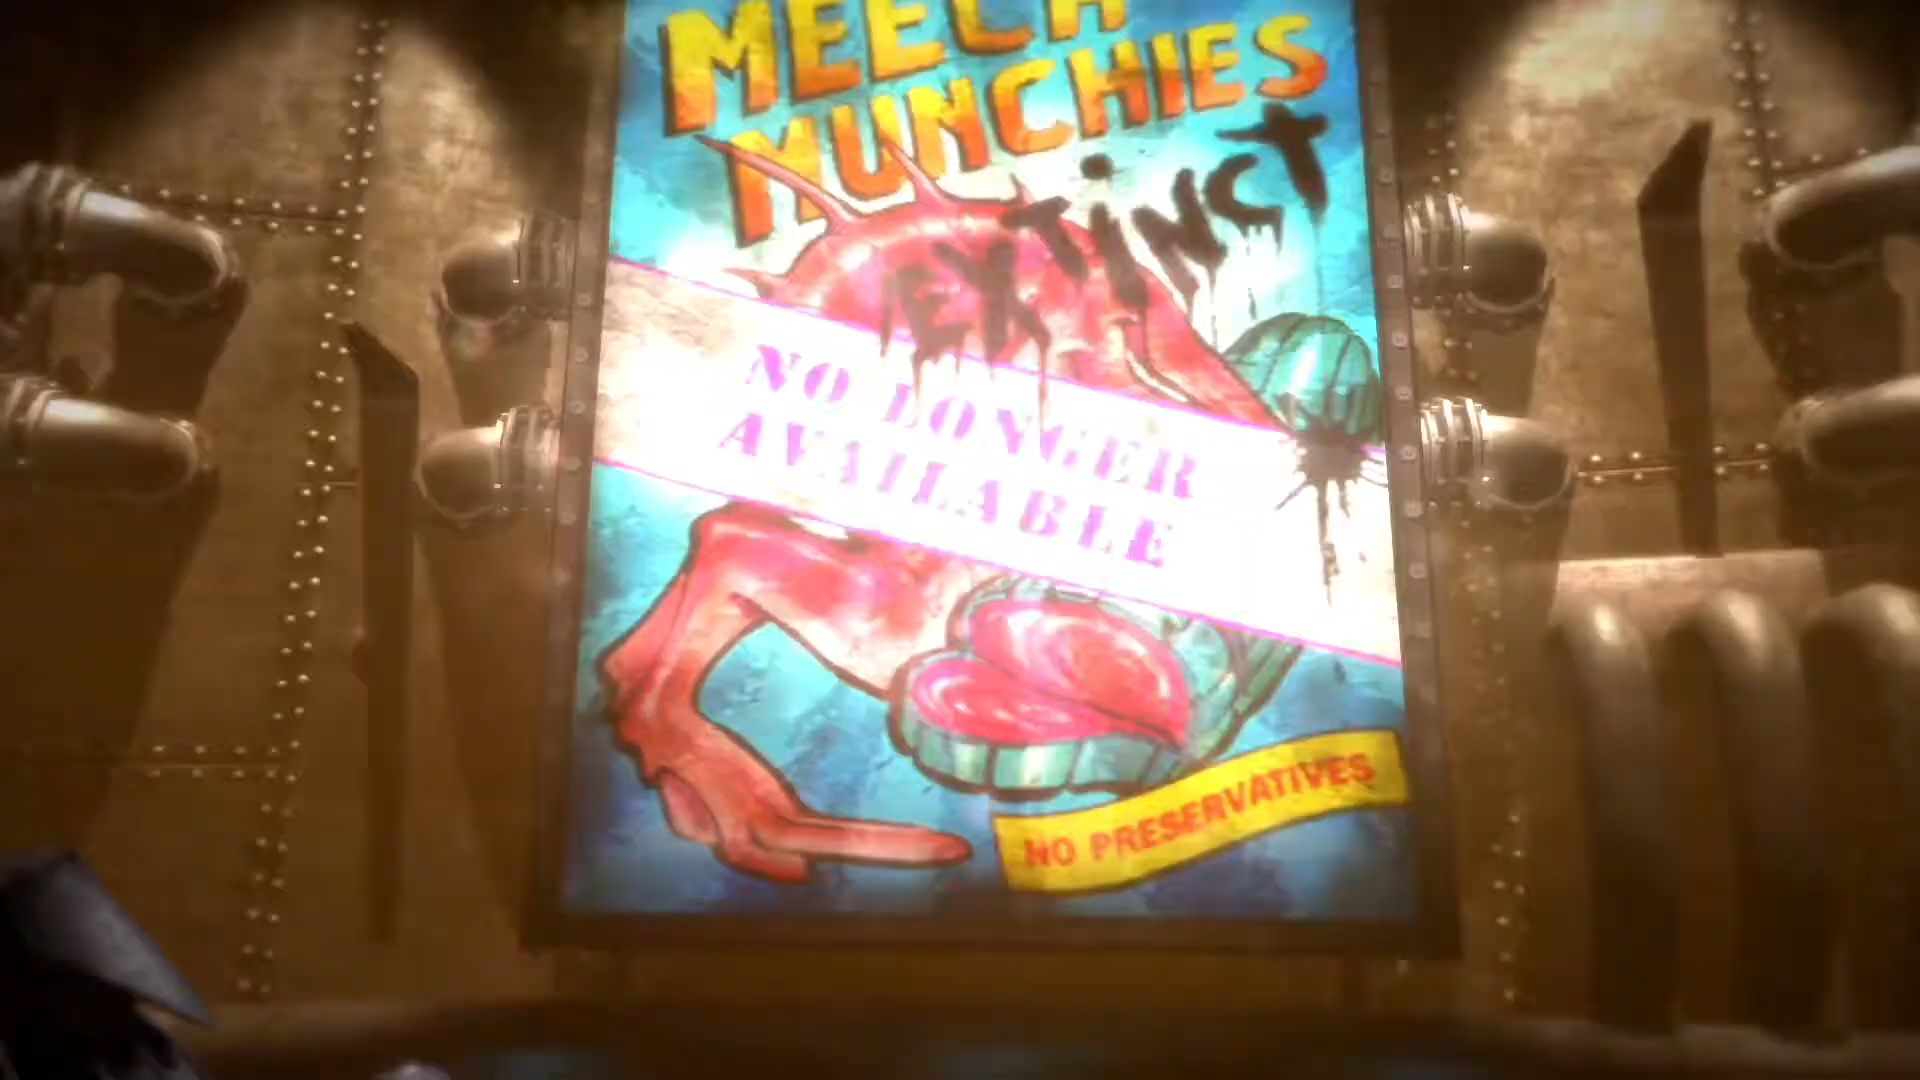 MEECH
MUNCHIES
EXTiNCT
NO LONGER
AVAILABLE
NO PRESERVATIVES